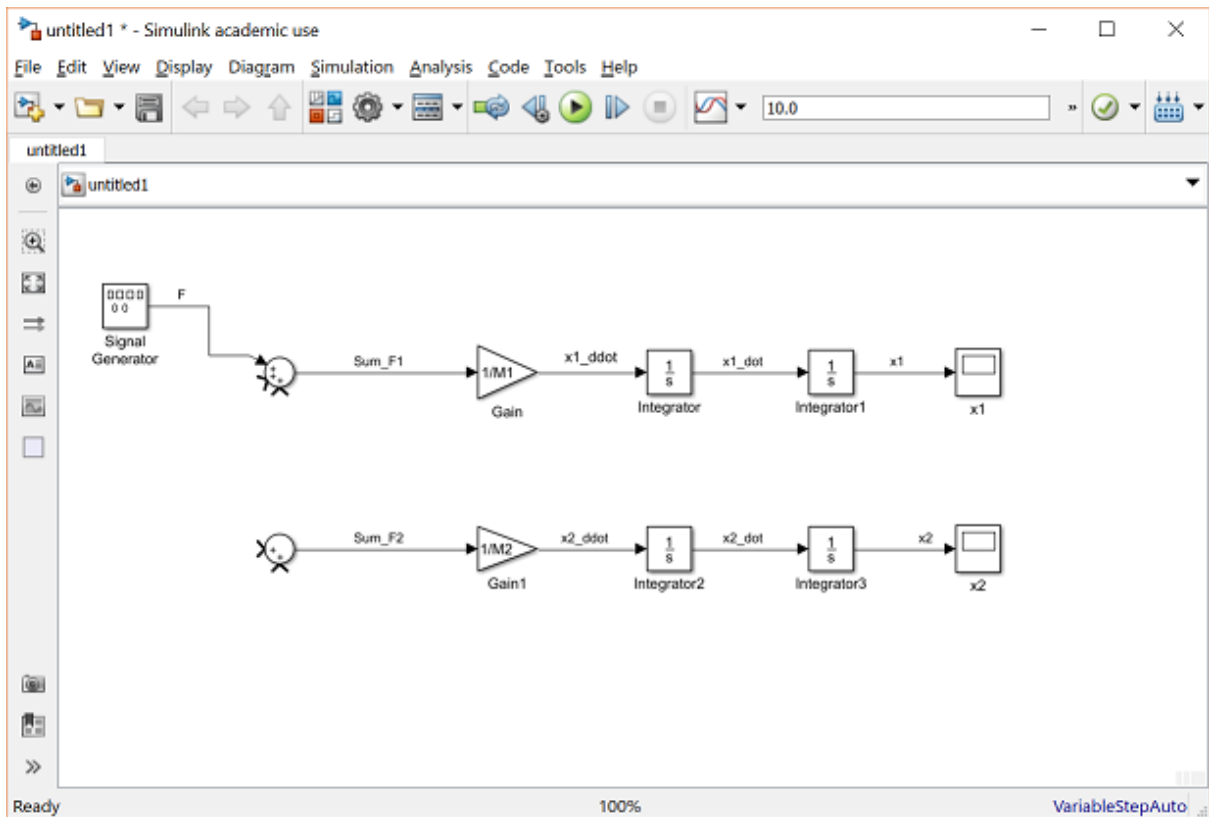 untitled1 * - Simulink academic use
File Edit View Display Diagram Simulation Analysis Code Tools Help
10.0 »
untitled1
untitled1
F
Signal
Generator
Sum_F1
1/M1
Gain
x1_ddot
1
s
Integrator
x1_dot
1
s
Integrator1
x1
x1
Sum_F2
1/M2
Gain1
x2_ddot
1
s
Integrator2
x2_dot
1
s
Integrator3
x2
x2
Ready 100% VariableStepAuto